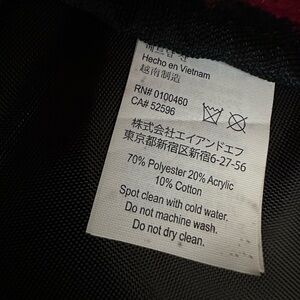 Hecho en Vietnam
越南制造
RN# 0100460
CA# 52596
株式会社エイアンドエフ
東京都新宿区新宿6-27-56
70% Polyester 20% Acrylic
10% Cotton
Spot clean with cold water.
Do not machine wash.
Do not dry clean.